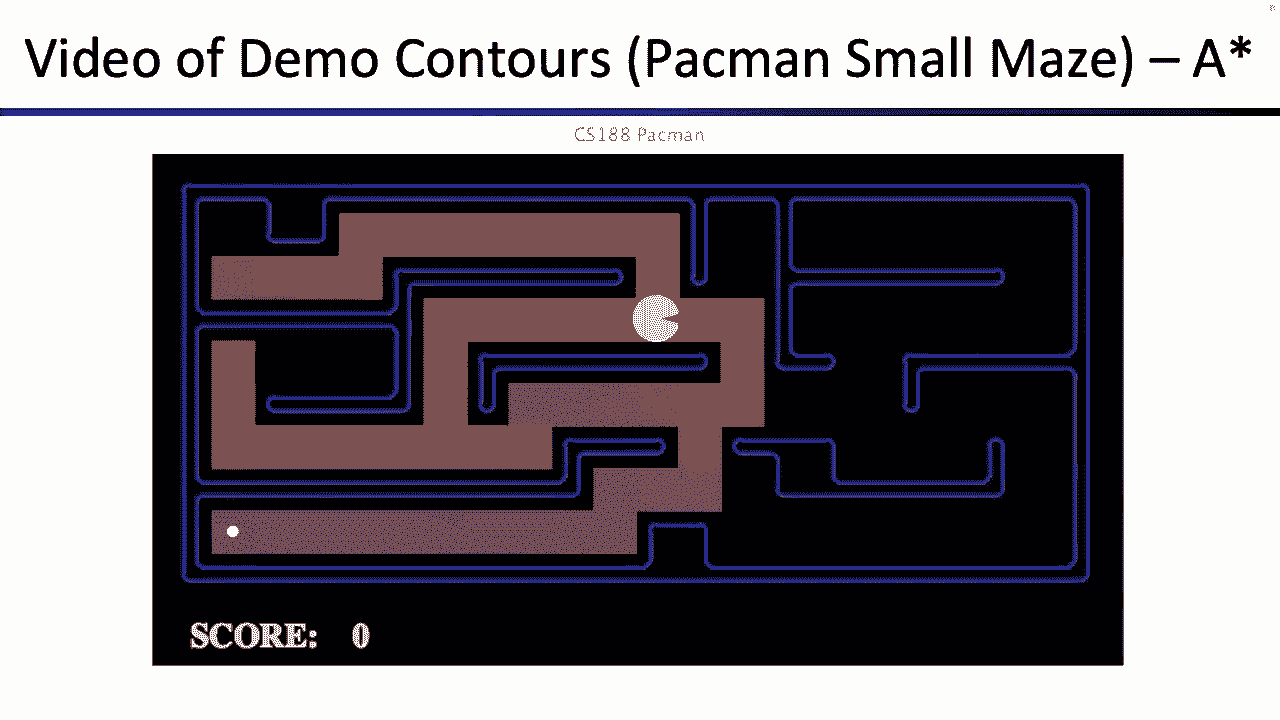 Video of Demo Contours (Pacman Small Maze) – A*
CS188 Pacman
SCORE: 0